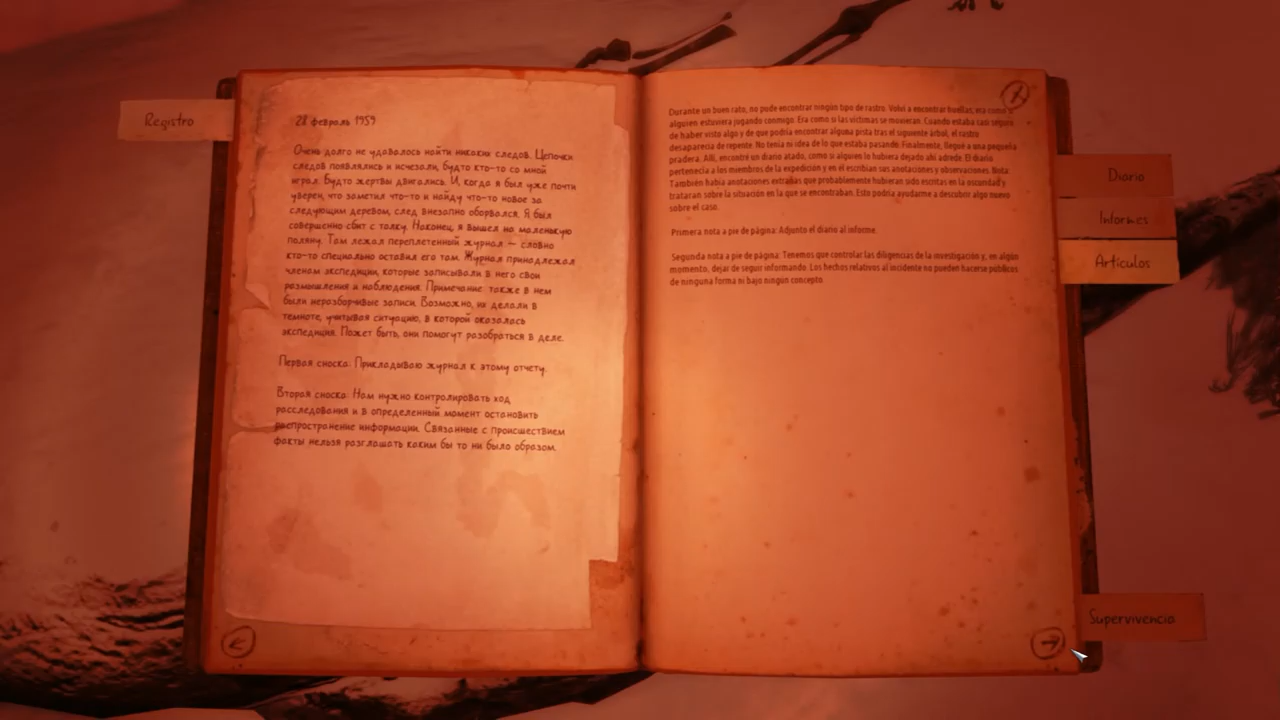 Registro
28 февраль 1959
Очень долго не удавалось найти никаких следов. Цепочки
следов появлялись и исчезали, будто кто-то со мной
играл. Будто жертвы двигались. И, когда я был уже почти
уверен, что заметил что-то и найду что-то новое за
следующим деревом, след внезапно оборвался. Я был
совершенно сбит с толку. Наконец, я вышел на маленькую
поляну. Там лежал переплетенный журнал — словно
кто-то специально оставил его там. Журнал принадлежал
членам экспедиции, которые записывали в него свои
размышления и наблюдения. Примечание: также в нем
были неразборчивые записи. Возможно, их делали в
темноте, учитывая ситуацию, в которой оказалась
экспедиция. Может быть, они помогут разобраться в деле.
Первая сноска: Прикладываю журнал к этому отчету.
Вторая сноска: Нам нужно контролировать ход
расследования и в определенный момент остановить
распространение информации. Связанные с происшествием
факты нельзя разглашать каким бы то ни было образом.
Durante un buen rato, no pude encontrar ningún tipo de rastro. Volví a encontrar huellas, era como si
alguien estuviera jugando conmigo. Era como si las víctimas se movieran. Cuando estaba casi seguro
de haber visto algo y de que podría encontrar alguna pista tras el siguiente árbol, el rastro
desaparecía de repente. No tenía ni idea de lo que estaba pasando. Finalmente, llegué a una pequeña
pradera. Allí, encontré un diario atado, como si alguien lo hubiera dejado ahí adrede. El diario
pertenecía a los miembros de la expedición y en él escribían sus anotaciones y observaciones. Nota:
También había anotaciones extrañas que probablemente hubieran sido escritas en la oscuridad y
trataran sobre la situación en la que se encontraban. Esto podría ayudarme a descubrir algo nuevo
sobre el caso.
Primera nota a pie de página: Adjunto el diario al informe.
Segunda nota a pie de página: Tenemos que controlar las diligencias de la investigación y, en algún
momento, dejar de seguir informando. Los hechos relativos al incidente no pueden hacerse públicos
de ninguna forma ni bajo ningún concepto.
Diario
Informes
Artículos
Supervivencia